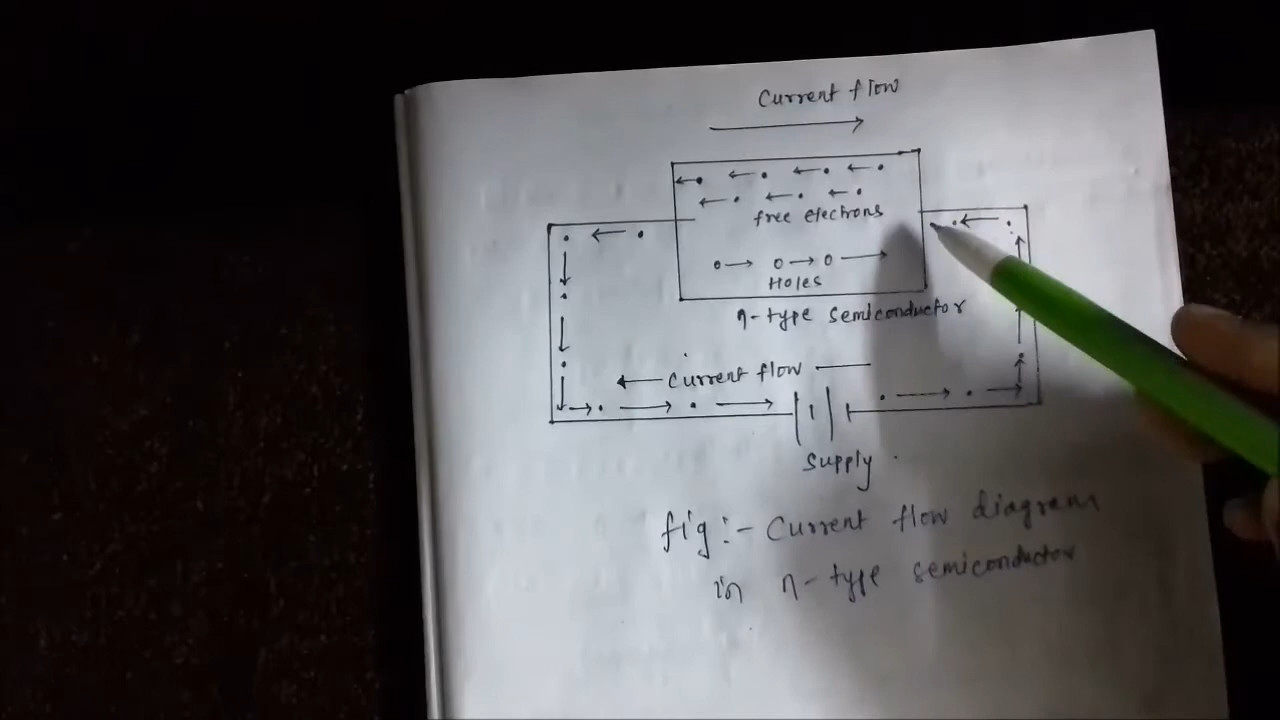 Current flow
free electrons
Holes
n-type semiconductor
Current flow
Supply
fig:- Current flow diagram
in n-type semiconductor